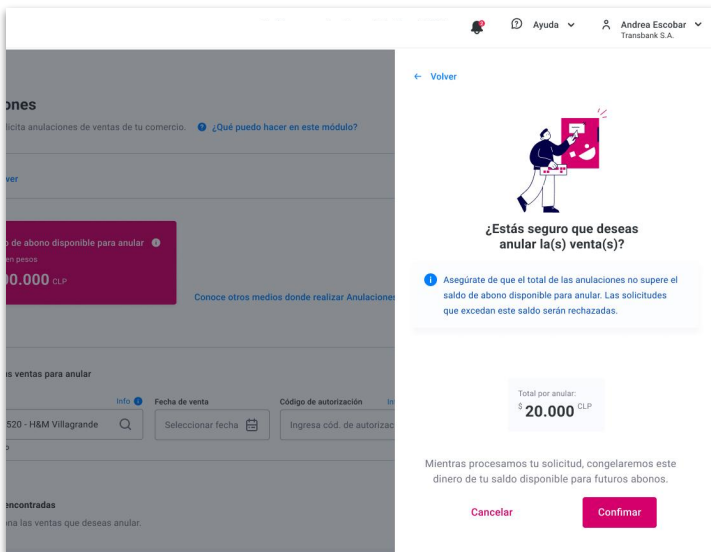 Ayuda
Andrea Escobar
Transbank S.A.
← Volver
ones
licita anulaciones de ventas de tu comercio. ¿Qué puedo hacer en este módulo?
ver
o de abono disponible para anular
en pesos
00.000 CLP
Conoce otros medios donde realizar Anulaciones
us ventas para anular
Info
Fecha de venta
Código de autorización
In
520 - H&M Villagrande
Seleccionar fecha
Ingresa cód. de autorizac
o
encontradas
ona las ventas que deseas anular.
¿Estás seguro que deseas
anular la(s) venta(s)?
Asegúrate de que el total de las anulaciones no supere el
saldo de abono disponible para anular. Las solicitudes
que excedan este saldo serán rechazadas.
Total por anular:
$ 20.000 CLP
Mientras procesamos tu solicitud, congelaremos este
dinero de tu saldo disponible para futuros abonos.
Cancelar
Confimar